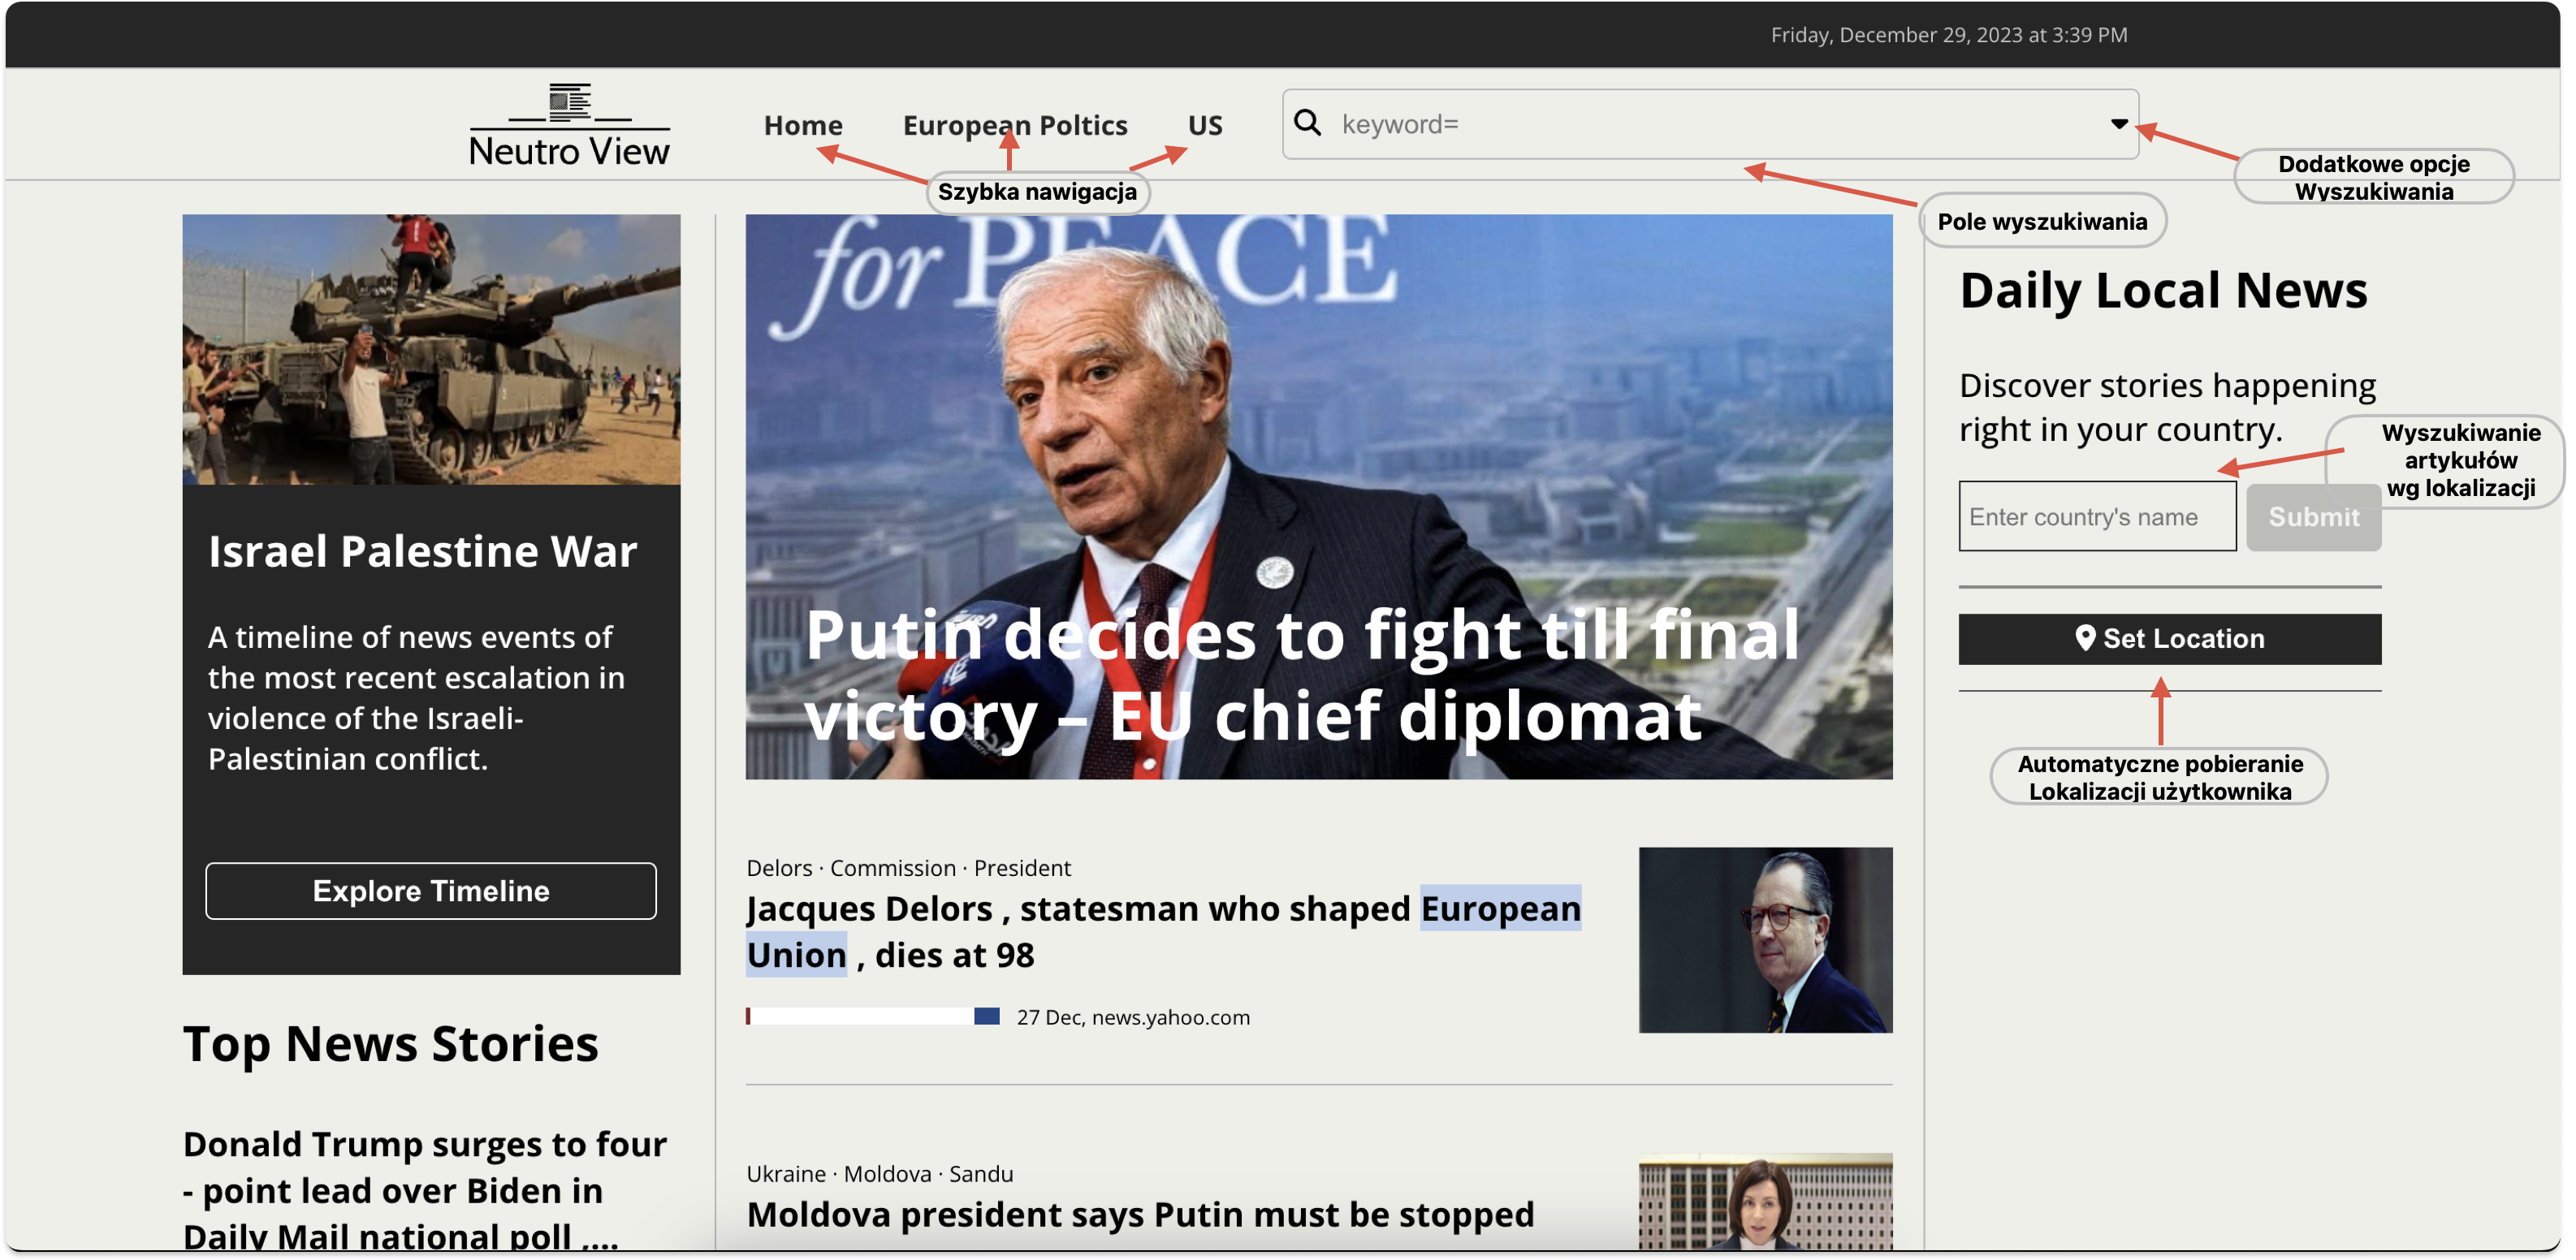 Friday, December 29, 2023 at 3:39 PM
Neutro View
Home
European Poltics
US
keyword=
Szybka nawigacja
Dodatkowe opcje
Wyszukiwania
Pole wyszukiwania
Israel Palestine War
A timeline of news events of
the most recent escalation in
violence of the Israeli-
Palestinian conflict.
Explore Timeline
Top News Stories
Donald Trump surges to four
- point lead over Biden in
Daily Mail national poll ,...
for PEACE
Putin decides to fight till final
victory – EU chief diplomat
Delors · Commission · President
Jacques Delors , statesman who shaped European
Union , dies at 98
27 Dec, news.yahoo.com
Ukraine · Moldova · Sandu
Moldova president says Putin must be stopped
Daily Local News
Discover stories happening
right in your country.
Wyszukiwanie
artykułów
wg lokalizacji
Enter country's name
Submit
Set Location
Automatyczne pobieranie
Lokalizacji użytkownika